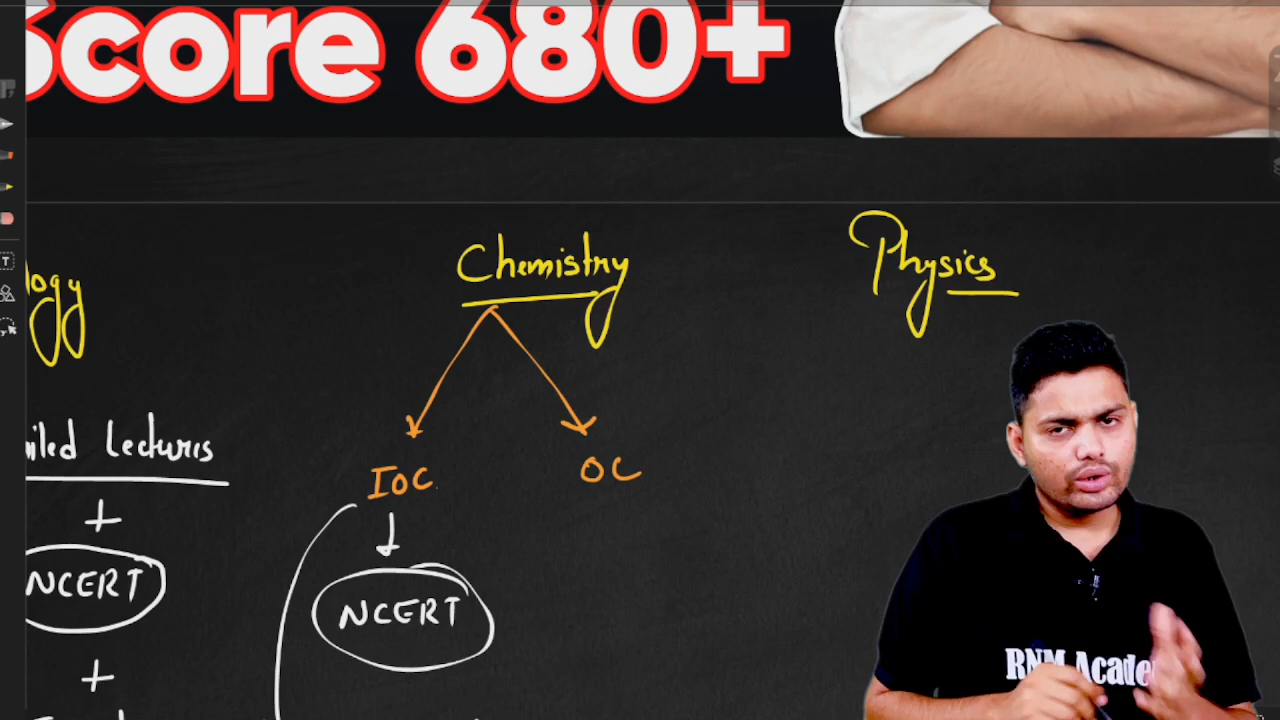 Score 680+
logy
Chemistry
Physics
iled Lectures
IOC
OC
+
NCERT
NCERT
+
RNM Acade
T